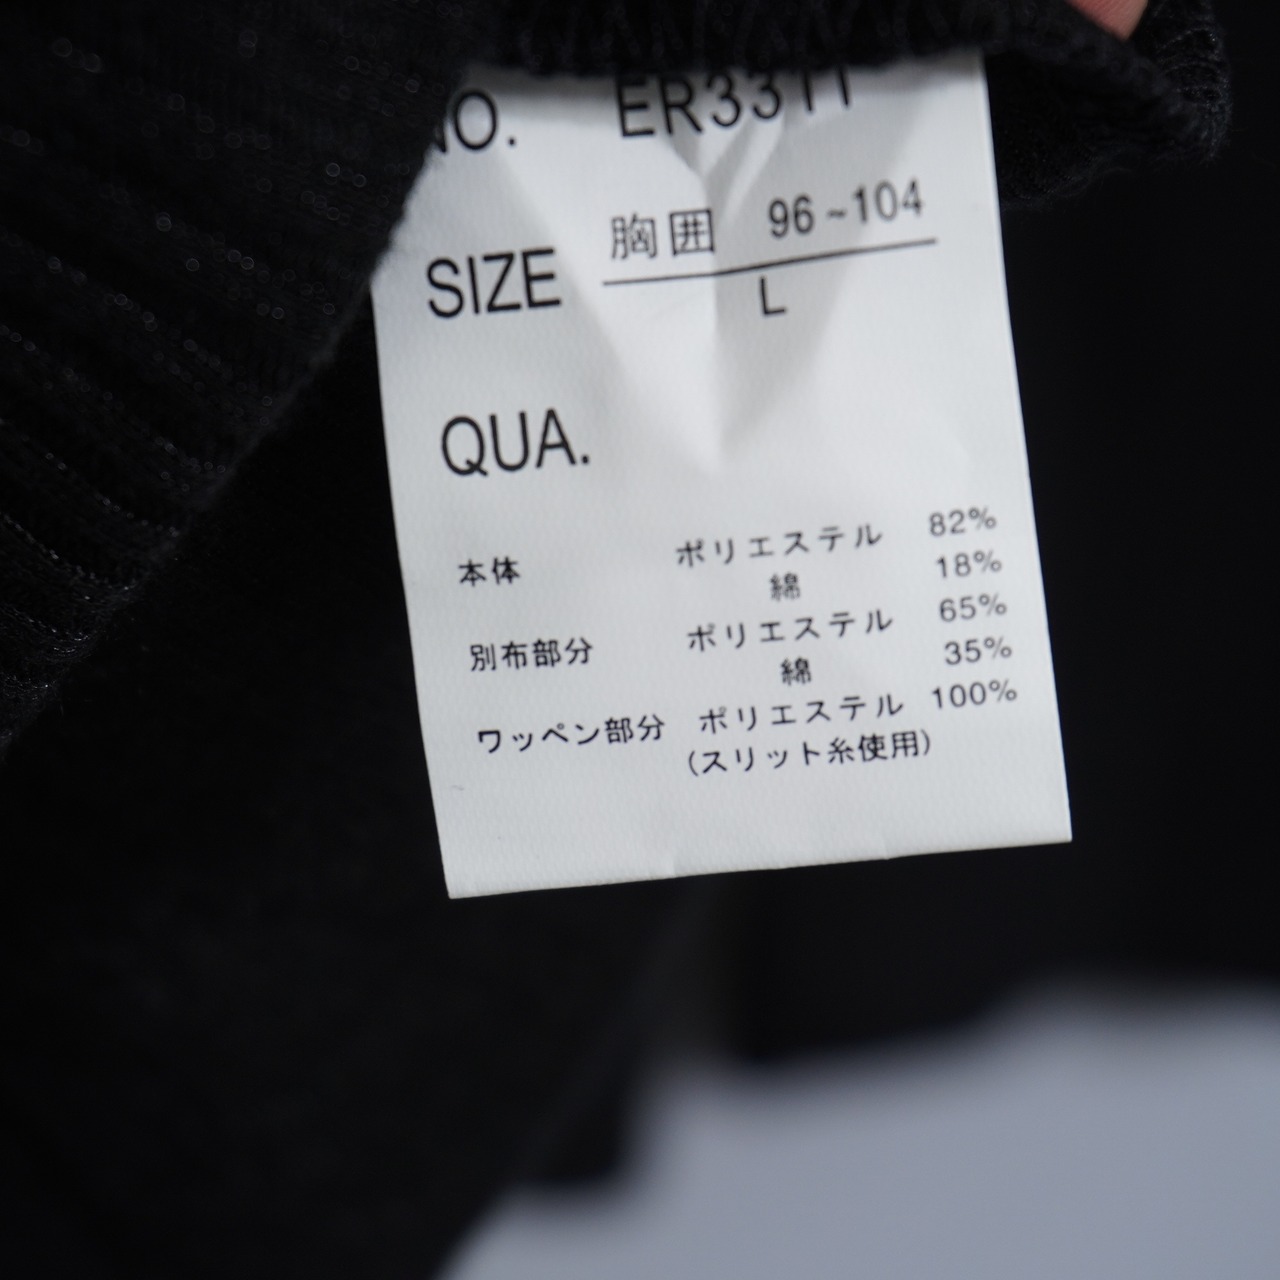 NO. ER3311
SIZE 胸囲 96~104
L
QUA.
本体 ポリエステル 82%
綿 18%
別布部分 ポリエステル 65%
綿 35%
ワッペン部分 ポリエステル 100%
(スリット糸使用)